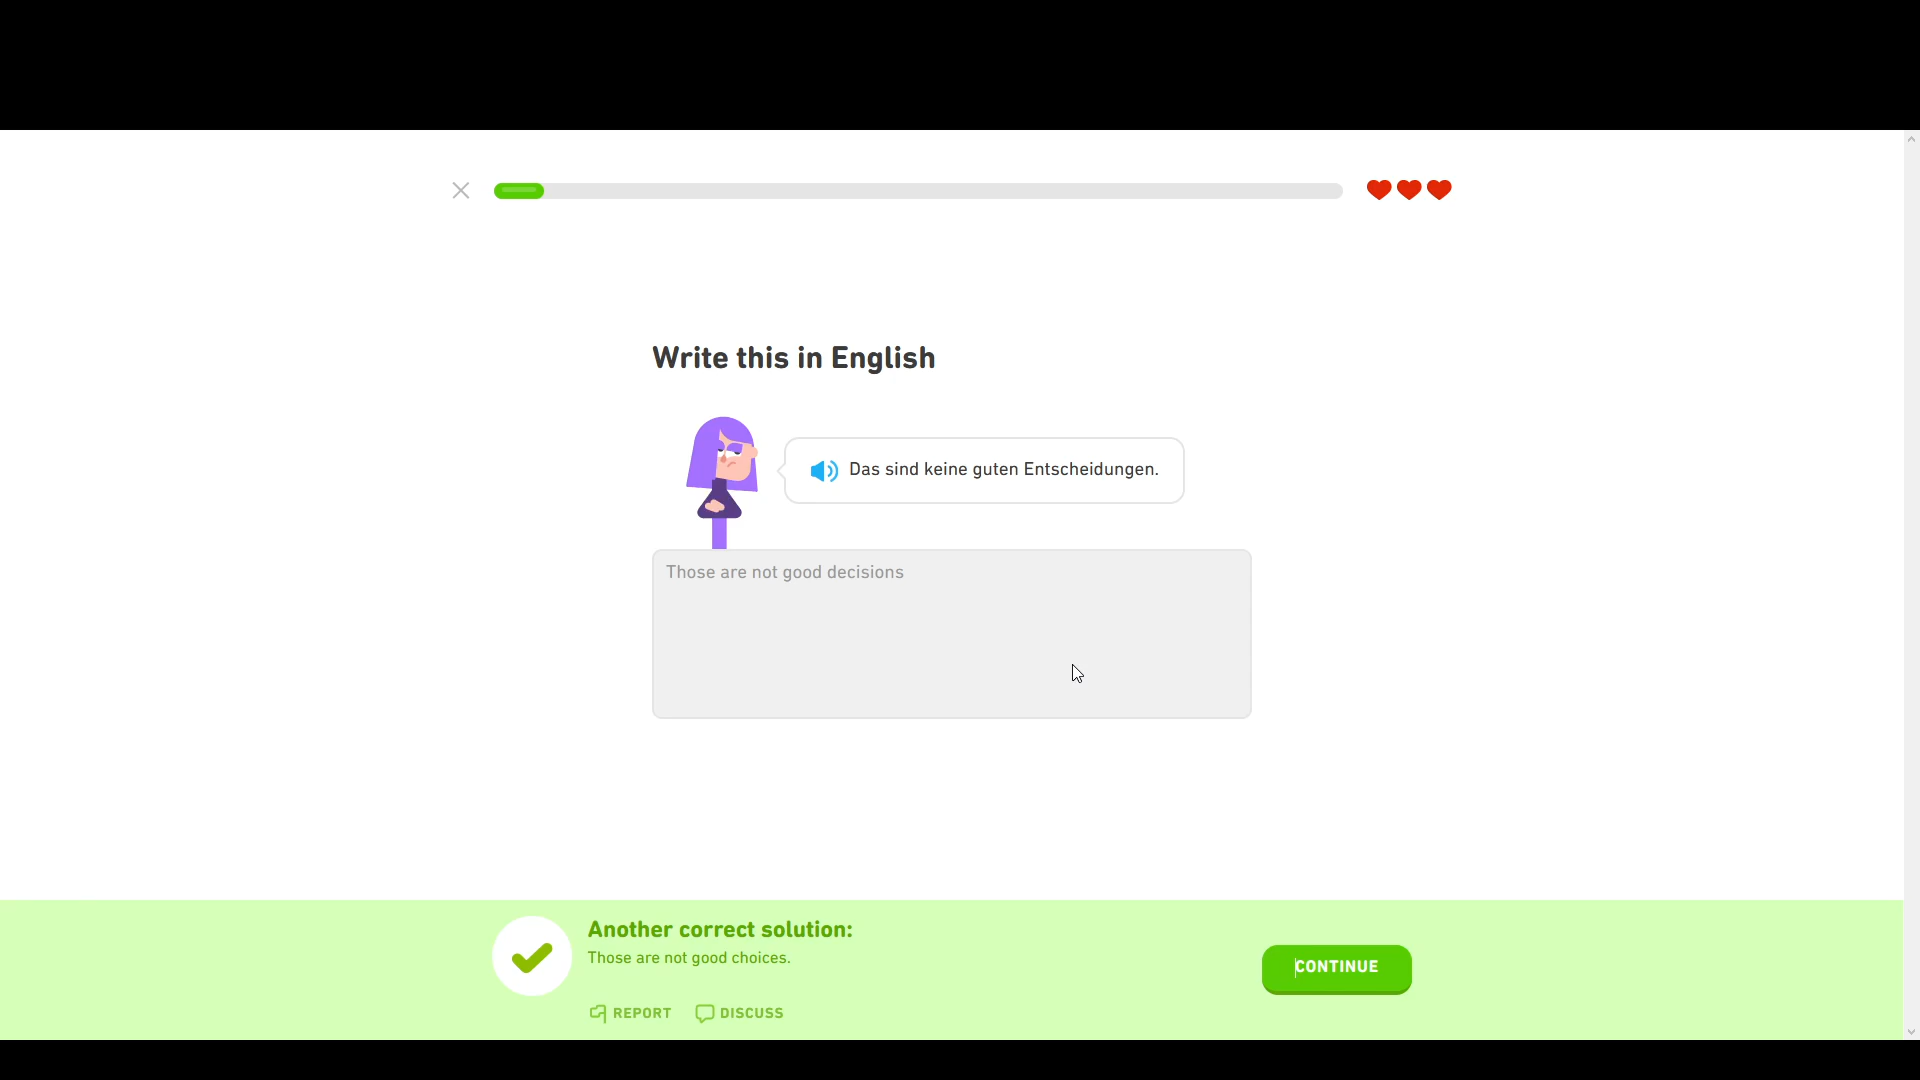 Write this in English
Das sind keine guten Entscheidungen.
Those are not good decisions
Another correct solution:
Those are not good choices.
REPORT DISCUSS
CONTINUE